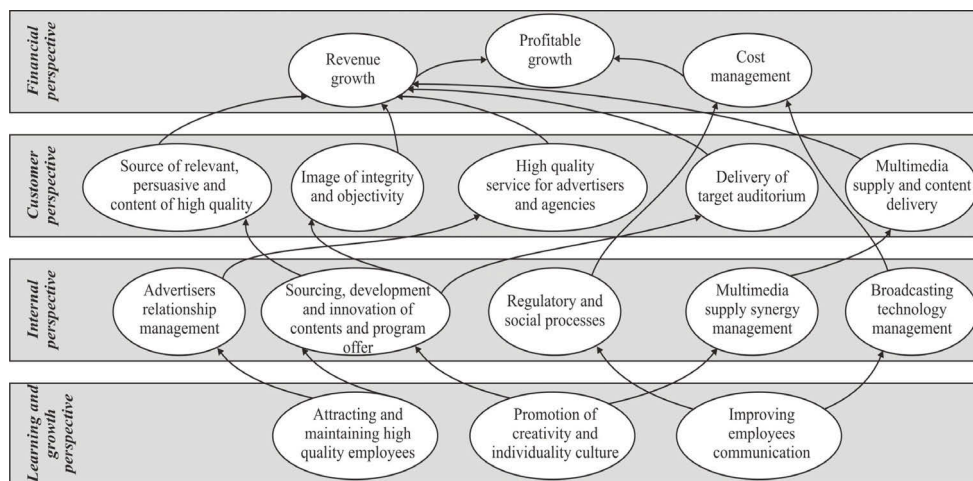 Financial
perspective
Revenue
growth
Profitable
growth
Cost
management
Customer
perspective
Source of relevant,
persuasive and
content of high quality
Image of integrity
and objectivity
High quality
service for advertisers
and agencies
Delivery of
target auditorium
Multimedia
supply and content
delivery
Internal
perspective
Advertisers
relationship
management
Sourcing, development
and innovation of
contents and program
offer
Regulatory and
social processes
Multimedia
supply synergy
management
Broadcasting
technology
management
Learning and
growth
perspective
Attracting and
maintaining high
quality employees
Promotion of
creativity and
individuality culture
Improving
employees
communication